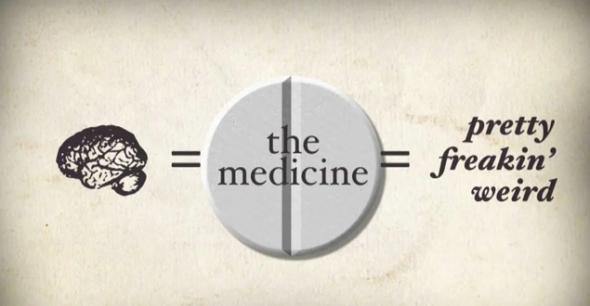 =
the
medicine
=
pretty
freakin'
weird